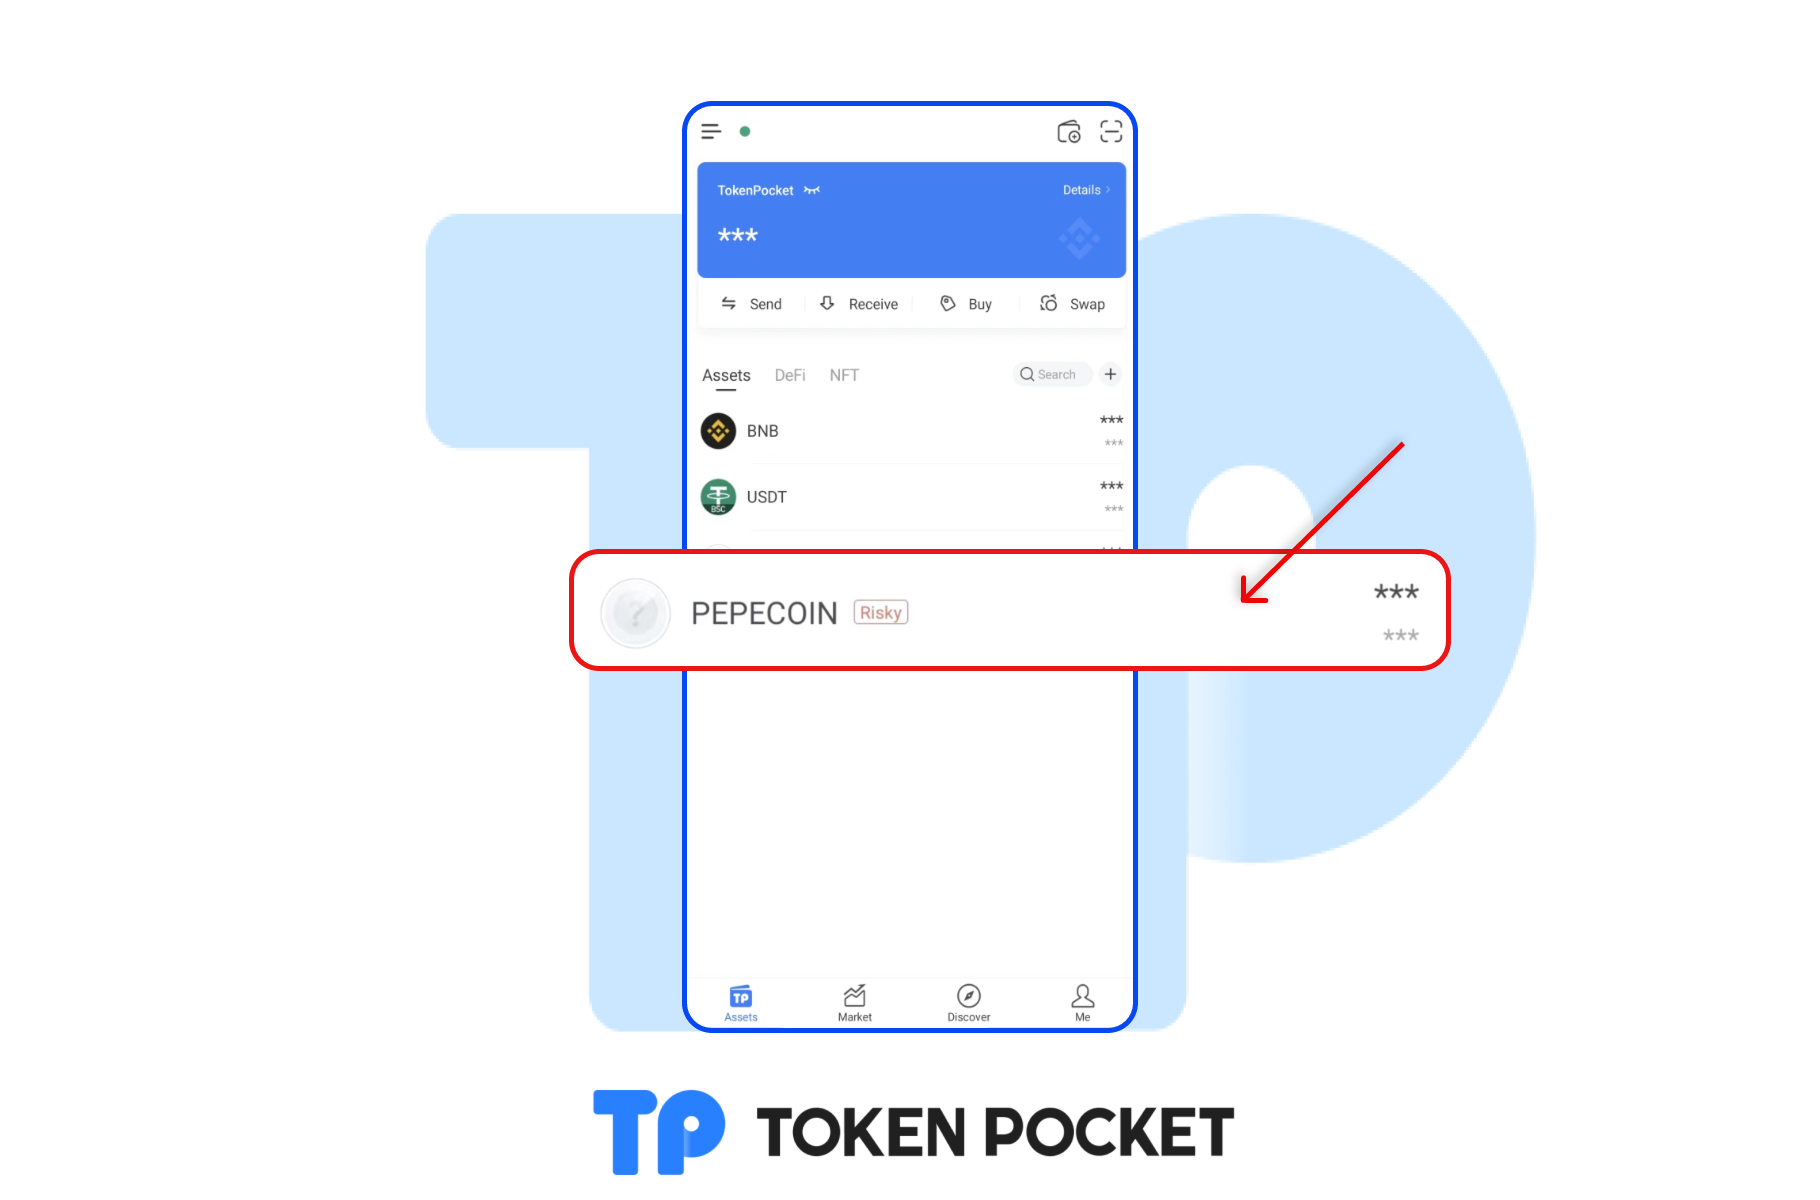 TokenPocket
Details
***
Send
Receive
Buy
Swap
Assets
DeFi
NFT
Search
BNB
***
***
USDT
BSC
***
***
PEPECOIN
Risky
***
***
TP
Assets
Market
Discover
Me
TP TOKEN POCKET